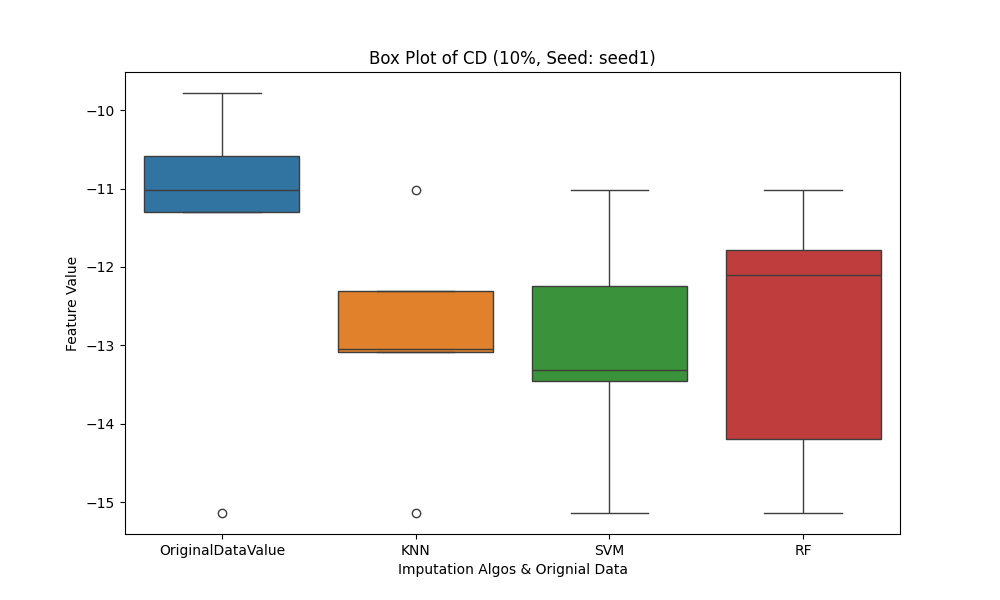 Box Plot of CD (10%, Seed: seed1)
Feature Value
−10
−11
−12
−13
−14
−15
OriginalDataValue KNN SVM RF
Imputation Algos & Orignial Data